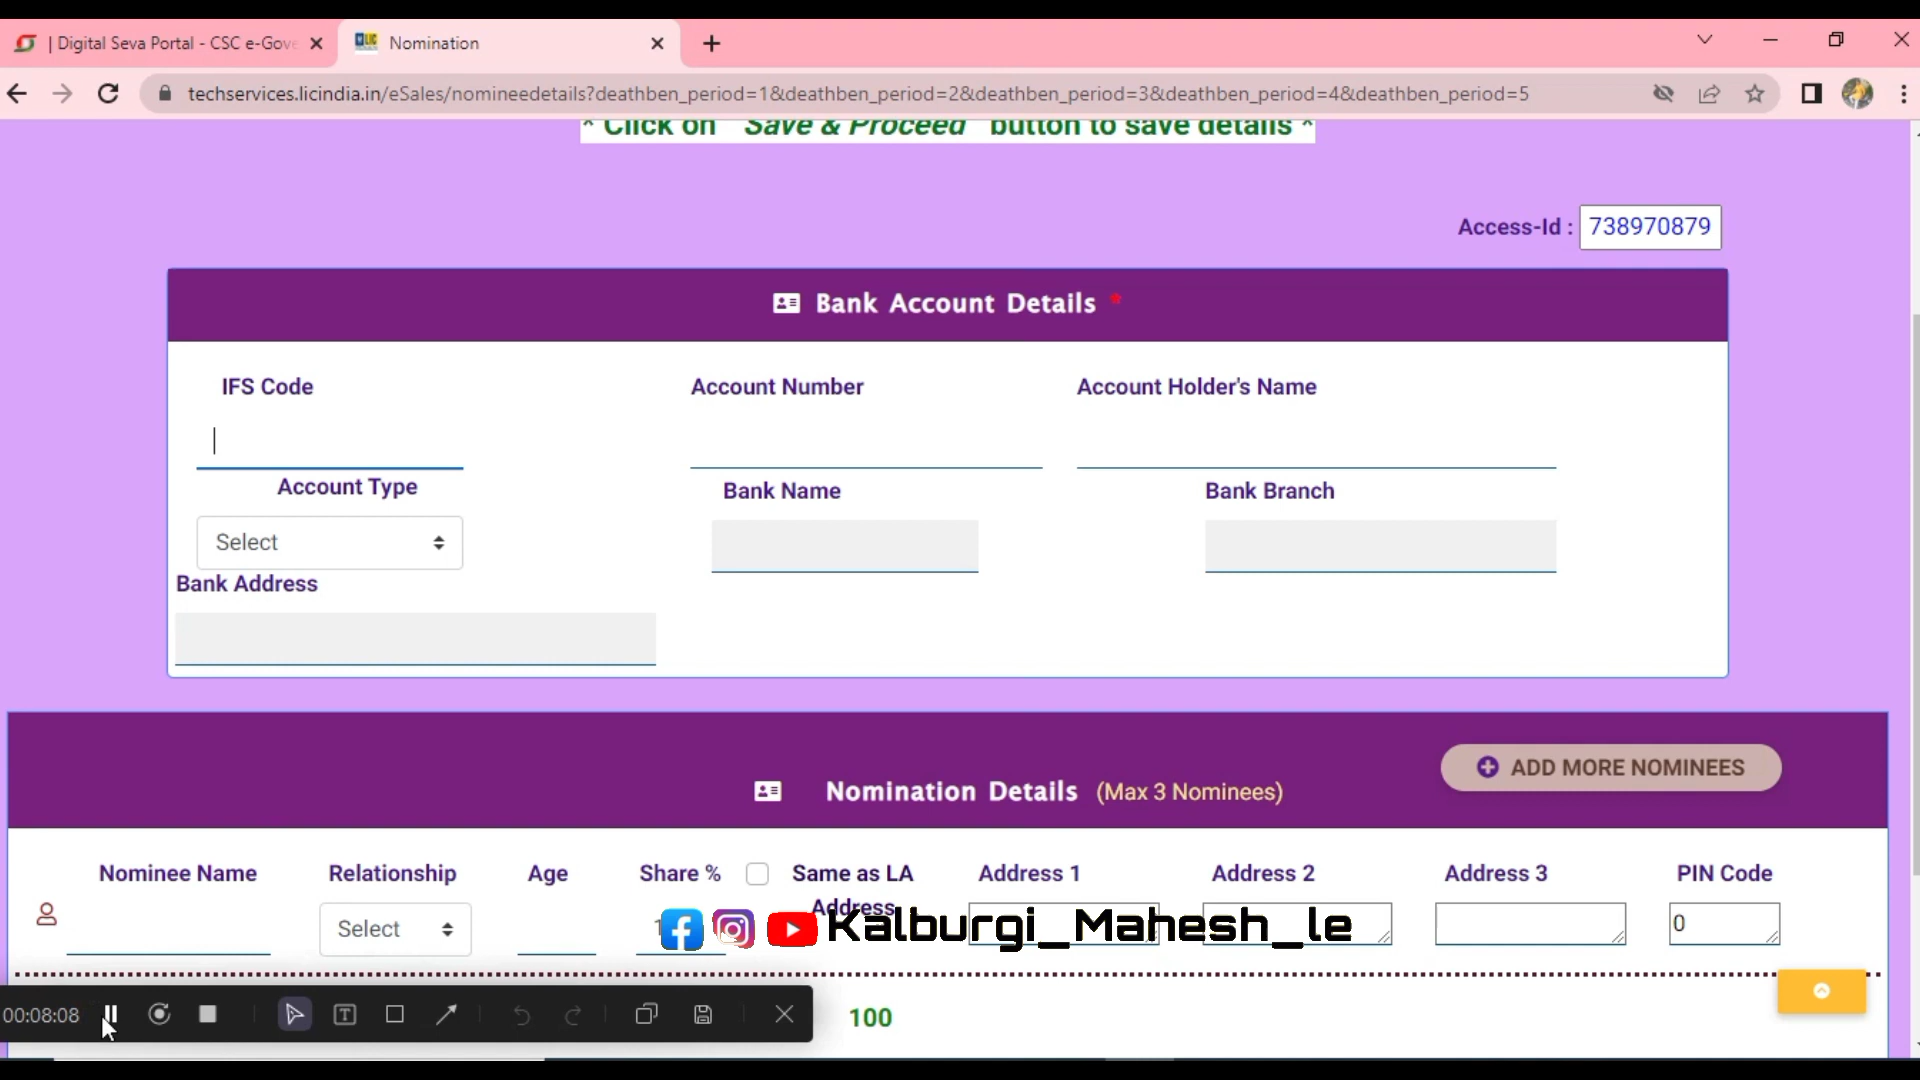 | Digital Seva Portal - CSC e-Gove
Nomination
techservices.licindia.in/eSales/nomineedetails?deathben_period=1&deathben_period=2&deathben_period=3&deathben_period=4&deathben_period=5
* Click on "Save & Proceed" button to save details *
Access-Id : 738970879
Bank Account Details *
IFS Code Account Number Account Holder's Name
Account Type Bank Name Bank Branch
Select
Bank Address
ADD MORE NOMINEES
Nomination Details (Max 3 Nominees)
Nominee Name Relationship Age Share % Same as LA Address Address 1 Address 2 Address 3 PIN Code
Select 0
Kalburgi_Mahesh_le
00:08:08
100